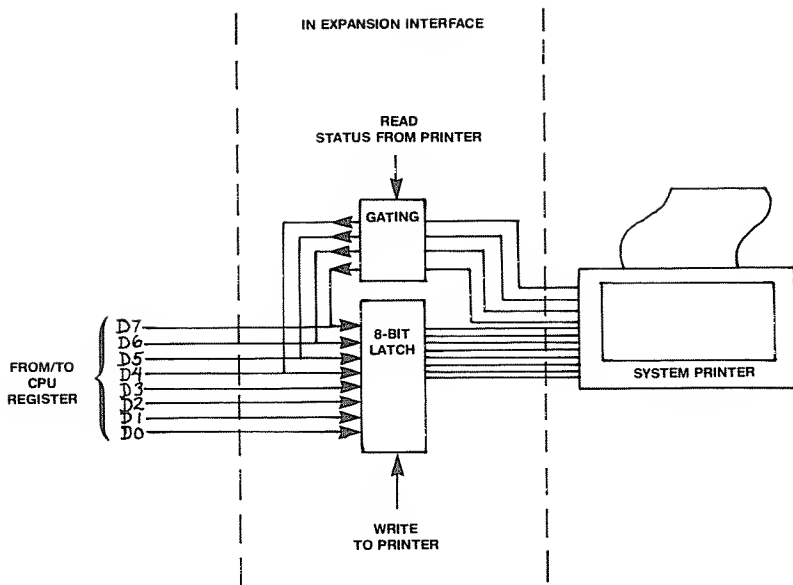 IN EXPANSION INTERFACE
READ
STATUS FROM PRINTER
GATING
8-BIT
LATCH
D7
D6
D5
D4
D3
D2
D1
D0
FROM/TO
CPU
REGISTER
SYSTEM PRINTER
WRITE
TO PRINTER